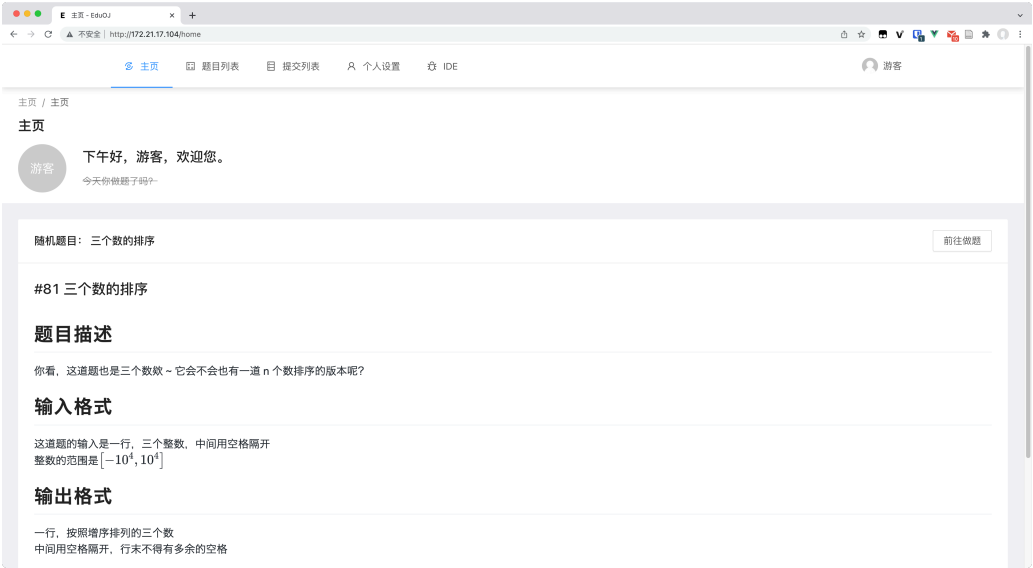 E 主页 - EduOJ
不安全 | http://172.21.17.104/home
主页 题目列表 提交列表 个人设置 IDE 游客
主页 / 主页
主页
游客
下午好，游客，欢迎您。
今天你做题了吗？
随机题目： 三个数的排序 前往做题
#81 三个数的排序
题目描述
你看，这道题也是三个数欸 ~ 它会不会也有一道 n 个数排序的版本呢？
输入格式
这道题的输入是一行，三个整数，中间用空格隔开
整数的范围是[−10⁴, 10⁴]
输出格式
一行，按照增序排列的三个数
中间用空格隔开，行末不得有多余的空格